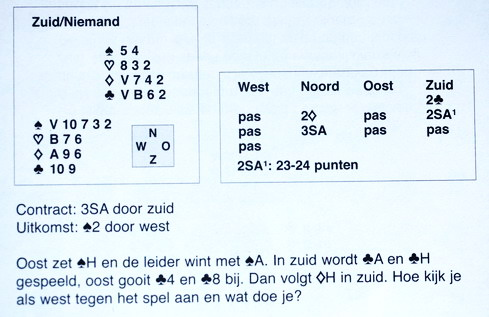 Zuid/Niemand
♠ 5 4
♡ 8 3 2
♢ V 7 4 2
♣ V B 6 2
♠ V 10 7 3 2
♡ B 7 6
♢ A 9 6
♣ 10 9
N
W O
Z
West Noord Oost Zuid
2♣
pas 2♢ pas 2SA¹
pas 3SA pas pas
pas
2SA¹: 23-24 punten
Contract: 3SA door zuid
Uitkomst: ♠2 door west
Oost zet ♠H en de leider wint met ♠A. In zuid wordt ♣A en ♣H
gespeeld, oost gooit ♣4 en ♣8 bij. Dan volgt ♢H in zuid. Hoe kijk je
als west tegen het spel aan en wat doe je?